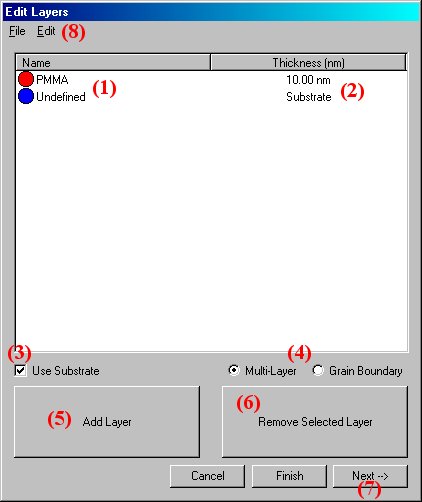 Edit Layers
File Edit (8)
Name Thickness (nm)
PMMA (1) 10.00 nm
Undefined Substrate (2)
(3) (4)
Use Substrate Multi-Layer Grain Boundary
(5) Add Layer (6) Remove Selected Layer
Cancel Finish Next -->
(7)